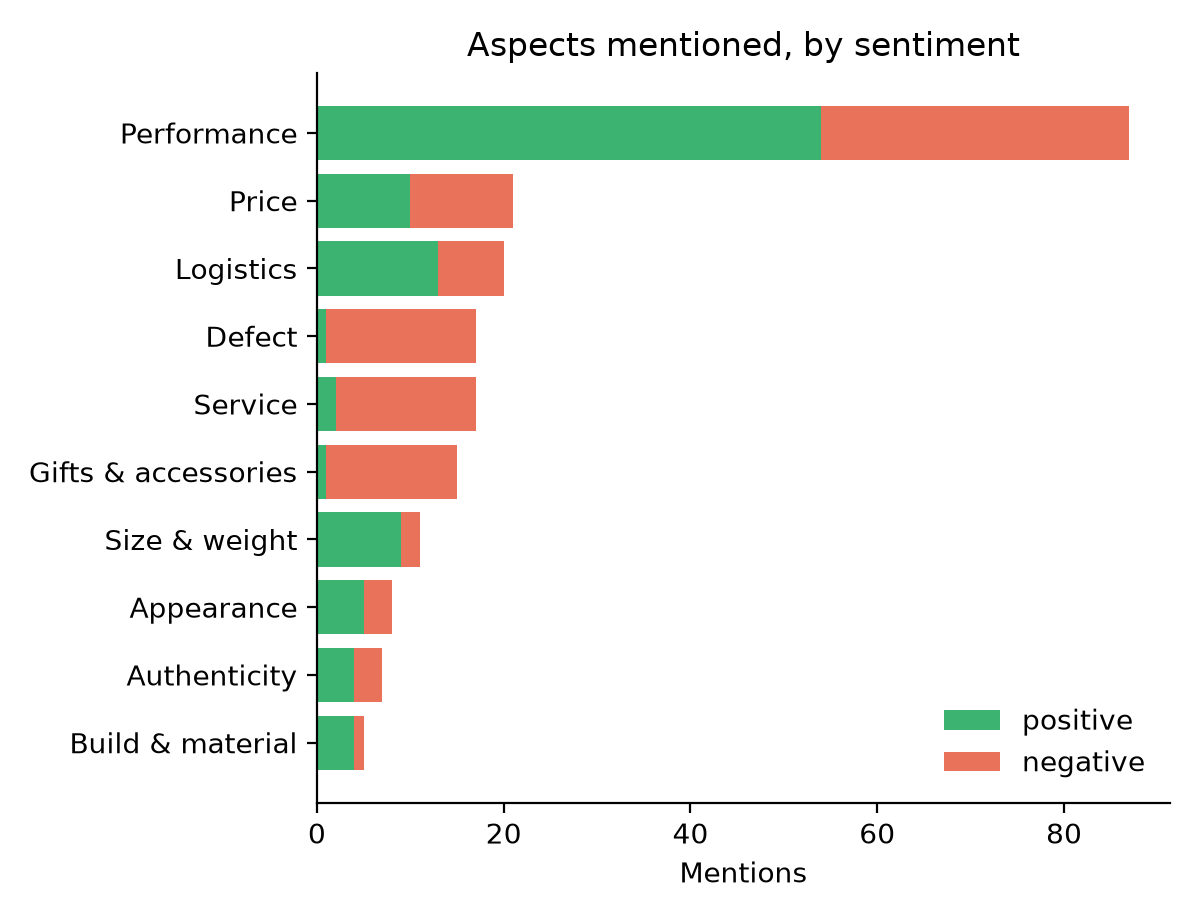 Aspects mentioned, by sentiment
Performance
Price
Logistics
Defect
Service
Gifts & accessories
Size & weight
Appearance
Authenticity
Build & material
positive
negative
0 20 40 60 80
Mentions